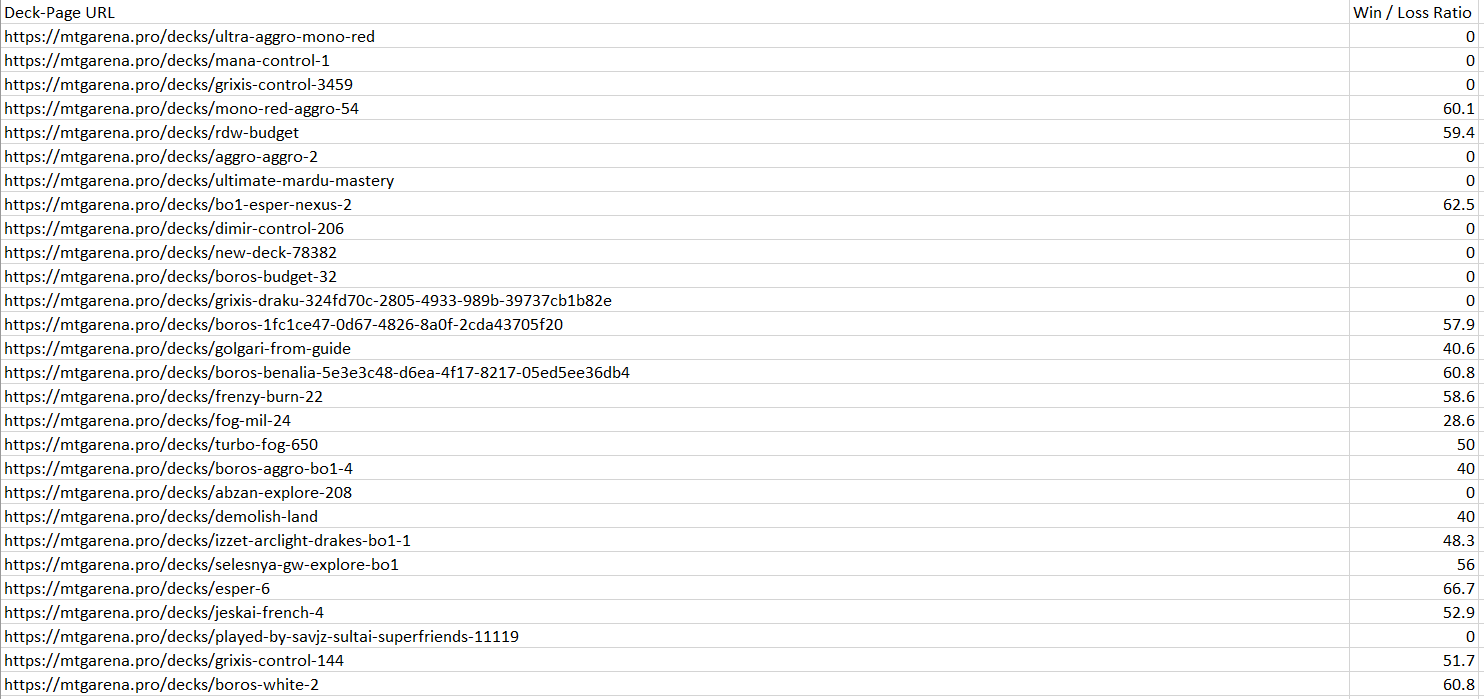 Deck-Page URL Win / Loss Ratio
https://mtgarena.pro/decks/ultra-aggro-mono-red 0
https://mtgarena.pro/decks/mana-control-1 0
https://mtgarena.pro/decks/grixis-control-3459 0
https://mtgarena.pro/decks/mono-red-aggro-54 60.1
https://mtgarena.pro/decks/rdw-budget 59.4
https://mtgarena.pro/decks/aggro-aggro-2 0
https://mtgarena.pro/decks/ultimate-mardu-mastery 0
https://mtgarena.pro/decks/bo1-esper-nexus-2 62.5
https://mtgarena.pro/decks/dimir-control-206 0
https://mtgarena.pro/decks/new-deck-78382 0
https://mtgarena.pro/decks/boros-budget-32 0
https://mtgarena.pro/decks/grixis-draku-324fd70c-2805-4933-989b-39737cb1b82e 0
https://mtgarena.pro/decks/boros-1fc1ce47-0d67-4826-8a0f-2cda43705f20 57.9
https://mtgarena.pro/decks/golgari-from-guide 40.6
https://mtgarena.pro/decks/boros-benalia-5e3e3c48-d6ea-4f17-8217-05ed5ee36db4 60.8
https://mtgarena.pro/decks/frenzy-burn-22 58.6
https://mtgarena.pro/decks/fog-mil-24 28.6
https://mtgarena.pro/decks/turbo-fog-650 50
https://mtgarena.pro/decks/boros-aggro-bo1-4 40
https://mtgarena.pro/decks/abzan-explore-208 0
https://mtgarena.pro/decks/demolish-land 40
https://mtgarena.pro/decks/izzet-arclight-drakes-bo1-1 48.3
https://mtgarena.pro/decks/selesnya-gw-explore-bo1 56
https://mtgarena.pro/decks/esper-6 66.7
https://mtgarena.pro/decks/jeskai-french-4 52.9
https://mtgarena.pro/decks/played-by-savjz-sultai-superfriends-11119 0
https://mtgarena.pro/decks/grixis-control-144 51.7
https://mtgarena.pro/decks/boros-white-2 60.8